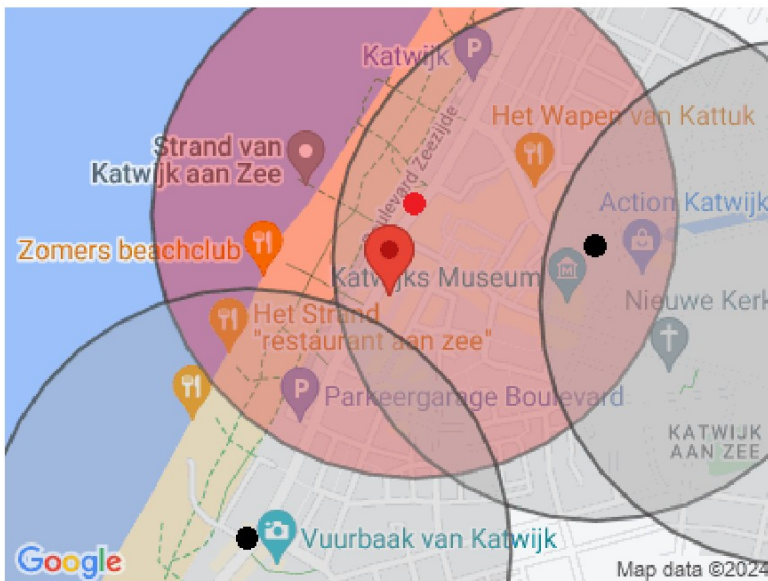 Katwijk
P
Het Wapen van Kattuk
Strand van
Katwijk aan Zee
Boulevard Zeezijde
Action Katwijk
Zomers beachclub
Katwijks Museum
Nieuwe Kerk
Het Strand
"restaurant aan zee"
P
Parkeergarage Boulevard
KATWIJK
AAN ZEE
Vuurbaak van Katwijk
Google
Map data ©2024